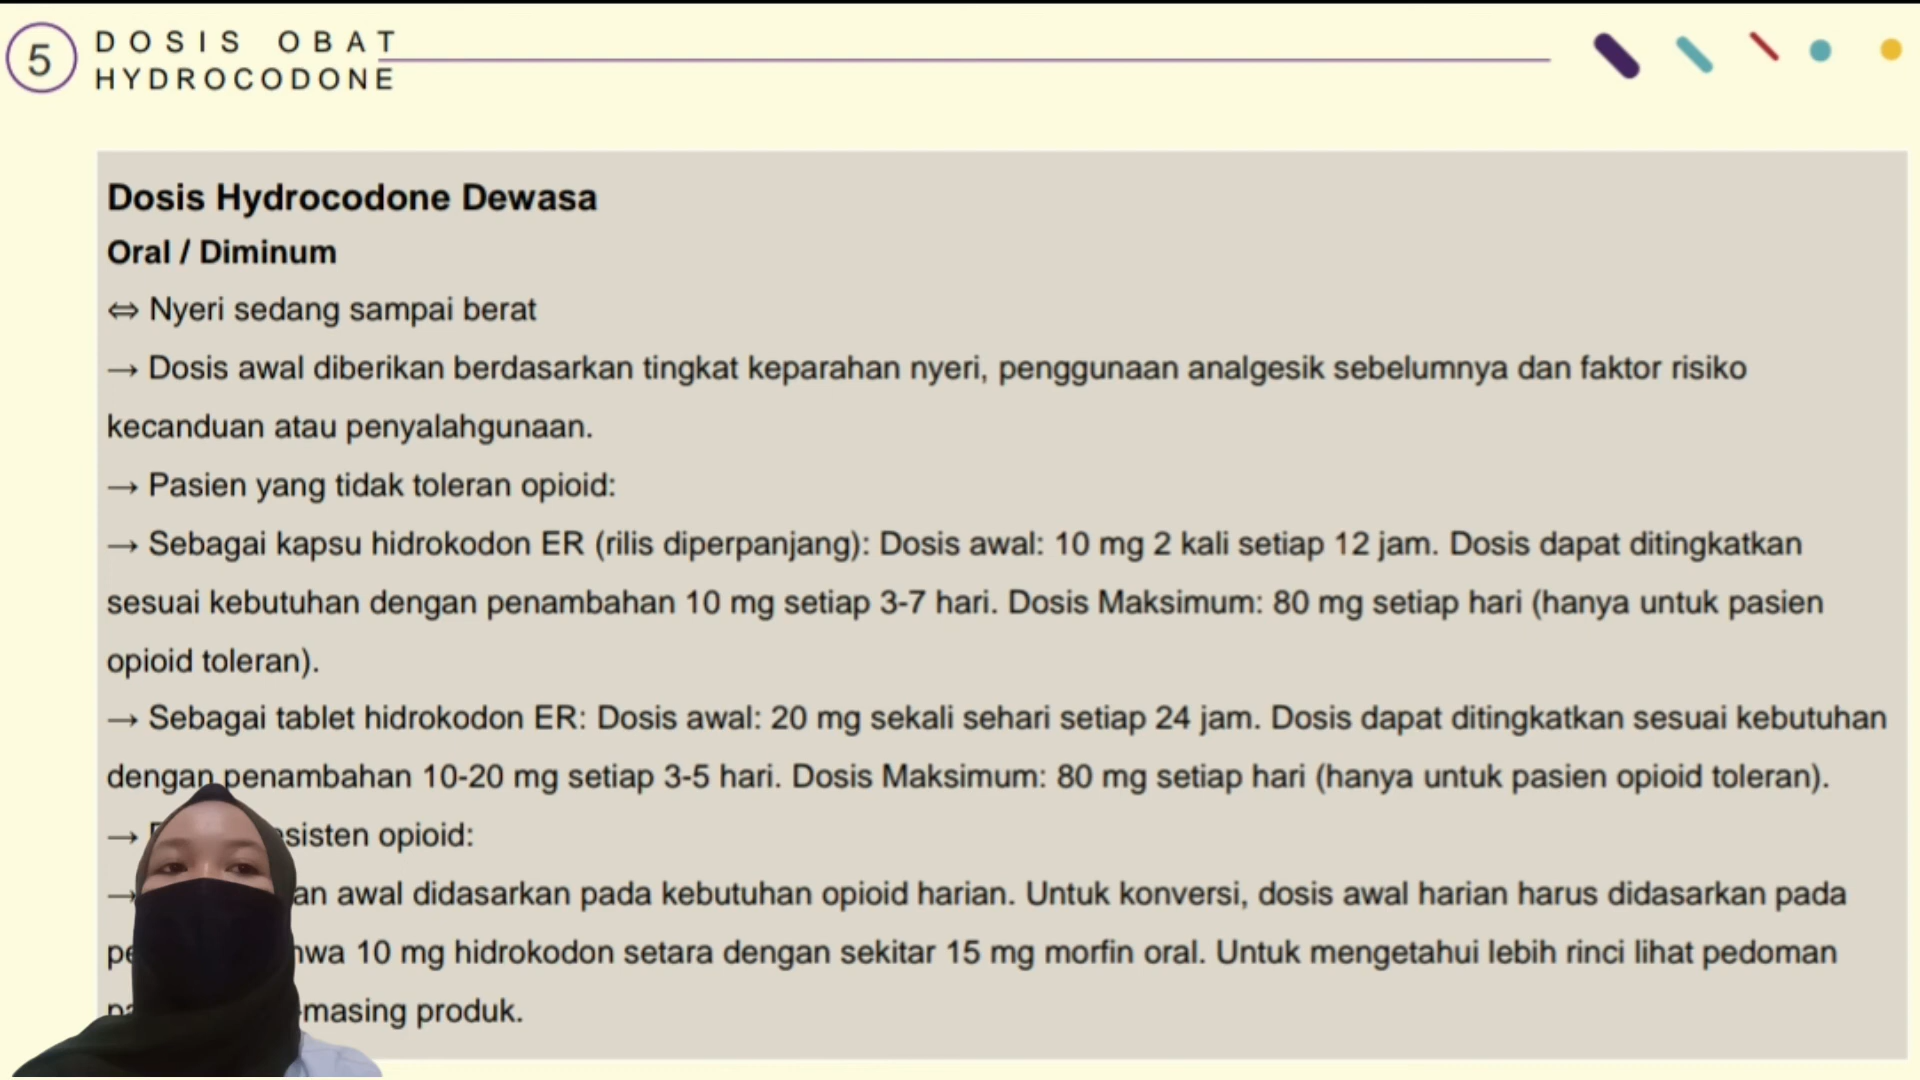 5
DOSIS OBAT
HYDROCODONE
Dosis Hydrocodone Dewasa
Oral / Diminum
⇔ Nyeri sedang sampai berat
→ Dosis awal diberikan berdasarkan tingkat keparahan nyeri, penggunaan analgesik sebelumnya dan faktor risiko
kecanduan atau penyalahgunaan.
→ Pasien yang tidak toleran opioid:
→ Sebagai kapsu hidrokodon ER (rilis diperpanjang): Dosis awal: 10 mg 2 kali setiap 12 jam. Dosis dapat ditingkatkan
sesuai kebutuhan dengan penambahan 10 mg setiap 3-7 hari. Dosis Maksimum: 80 mg setiap hari (hanya untuk pasien
opioid toleran).
→ Sebagai tablet hidrokodon ER: Dosis awal: 20 mg sekali sehari setiap 24 jam. Dosis dapat ditingkatkan sesuai kebutuhan
dengan penambahan 10-20 mg setiap 3-5 hari. Dosis Maksimum: 80 mg setiap hari (hanya untuk pasien opioid toleran).
→ opioid:
→ awal didasarkan pada kebutuhan opioid harian. Untuk konversi, dosis awal harian harus didasarkan pada
10 mg hidrokodon setara dengan sekitar 15 mg morfin oral. Untuk mengetahui lebih rinci lihat pedoman
masing produk.